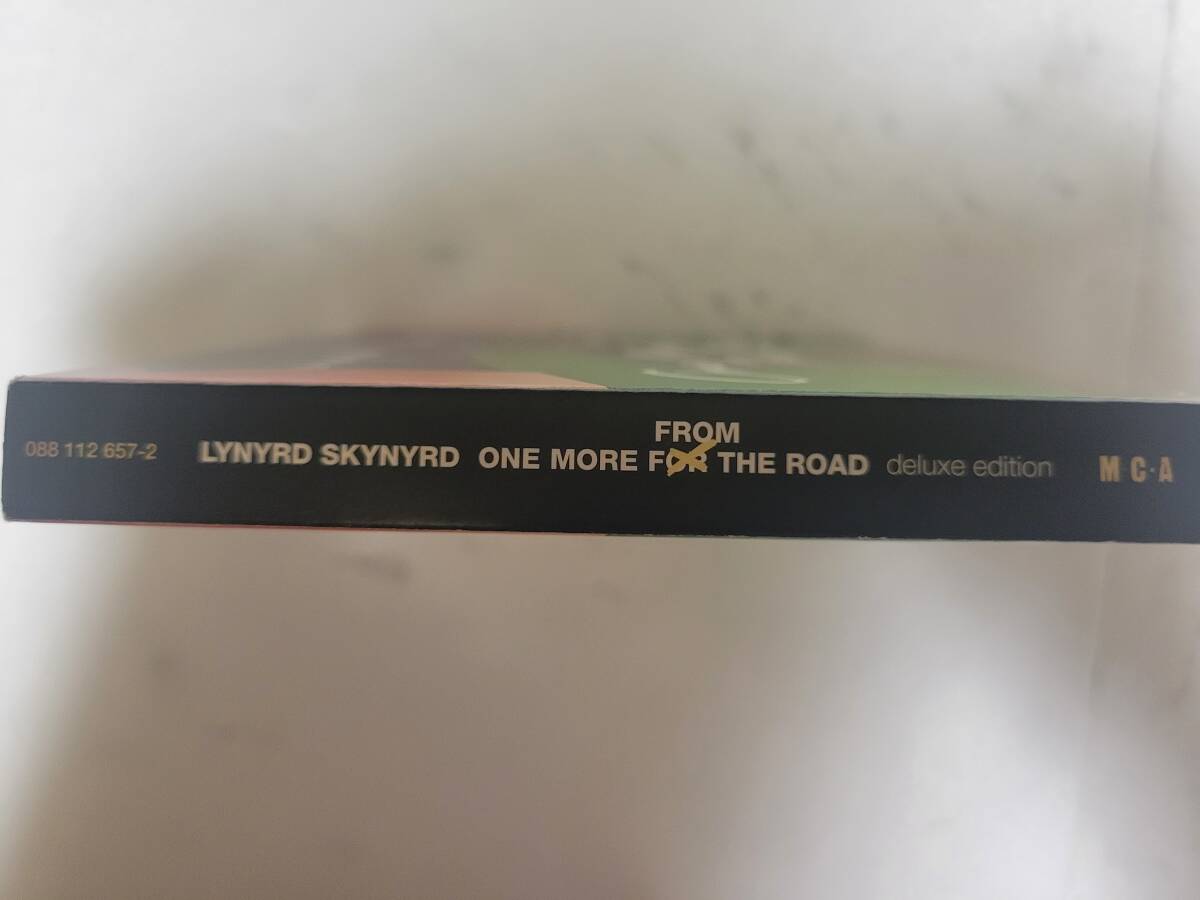 088 112 657-2 LYNYRD SKYNYRD ONE MORE FOR THE ROAD deluxe edition M·C·A
FROM